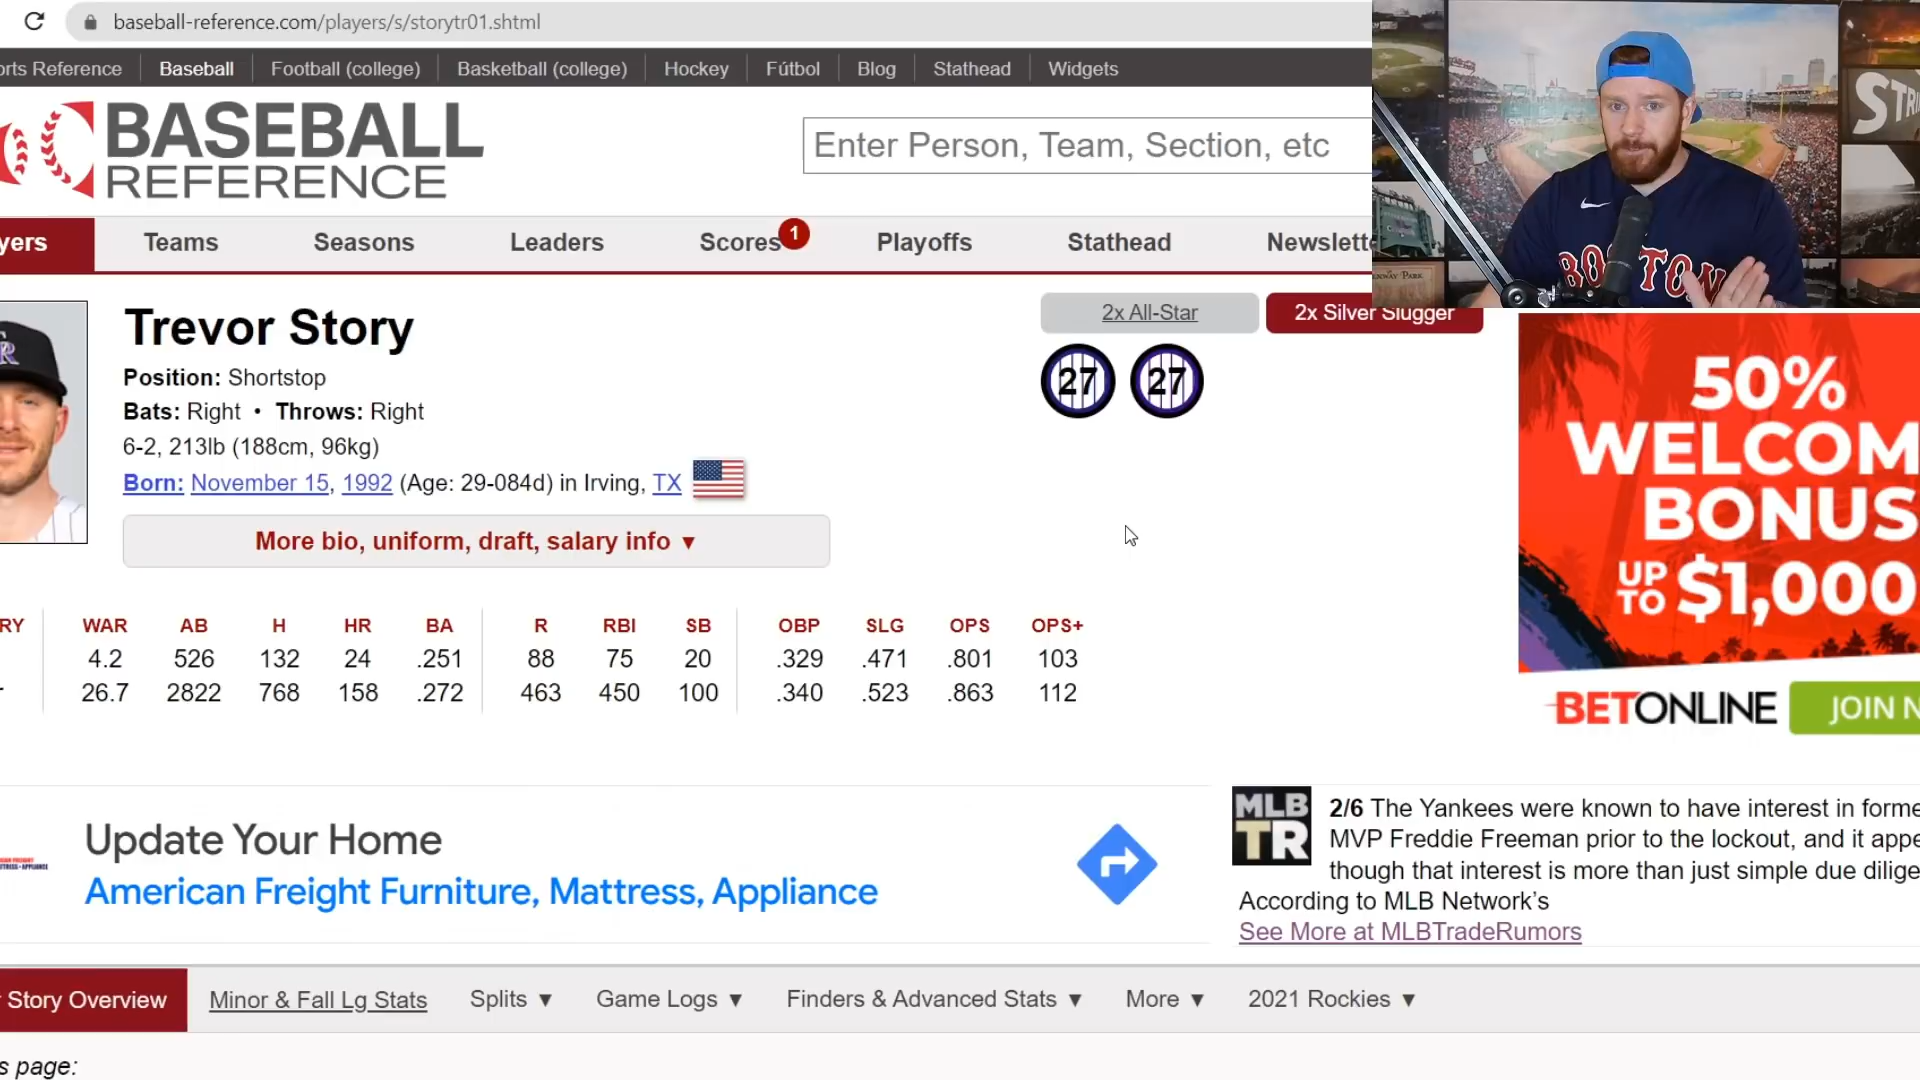 baseball-reference.com/players/s/storytr01.shtml
orts Reference Baseball Football (college) Basketball (college) Hockey Fútbol Blog Stathead Widgets
BASEBALL
REFERENCE
Enter Person, Team, Section, etc
yers Teams Seasons Leaders Scores 1 Playoffs Stathead Newslett
STRI
BOSTON
Trevor Story
2x All-Star 2x Silver Slugger
27 27
Position: Shortstop
Bats: Right • Throws: Right
6-2, 213lb (188cm, 96kg)
Born: November 15, 1992 (Age: 29-084d) in Irving, TX
More bio, uniform, draft, salary info ▼
RY WAR AB H HR BA R RBI SB OBP SLG OPS OPS+
4.2 526 132 24 .251 88 75 20 .329 .471 .801 103
26.7 2822 768 158 .272 463 450 100 .340 .523 .863 112
50%
WELCOM
BONUS
UP TO $1,000
BETONLINE JOIN N
Update Your Home
American Freight Furniture, Mattress, Appliance
MLB
TR
2/6 The Yankees were known to have interest in forme
MVP Freddie Freeman prior to the lockout, and it appe
though that interest is more than just simple due dilige
According to MLB Network's
See More at MLBTradeRumors
Story Overview Minor & Fall Lg Stats Splits ▼ Game Logs ▼ Finders & Advanced Stats ▼ More ▼ 2021 Rockies ▼
s page: